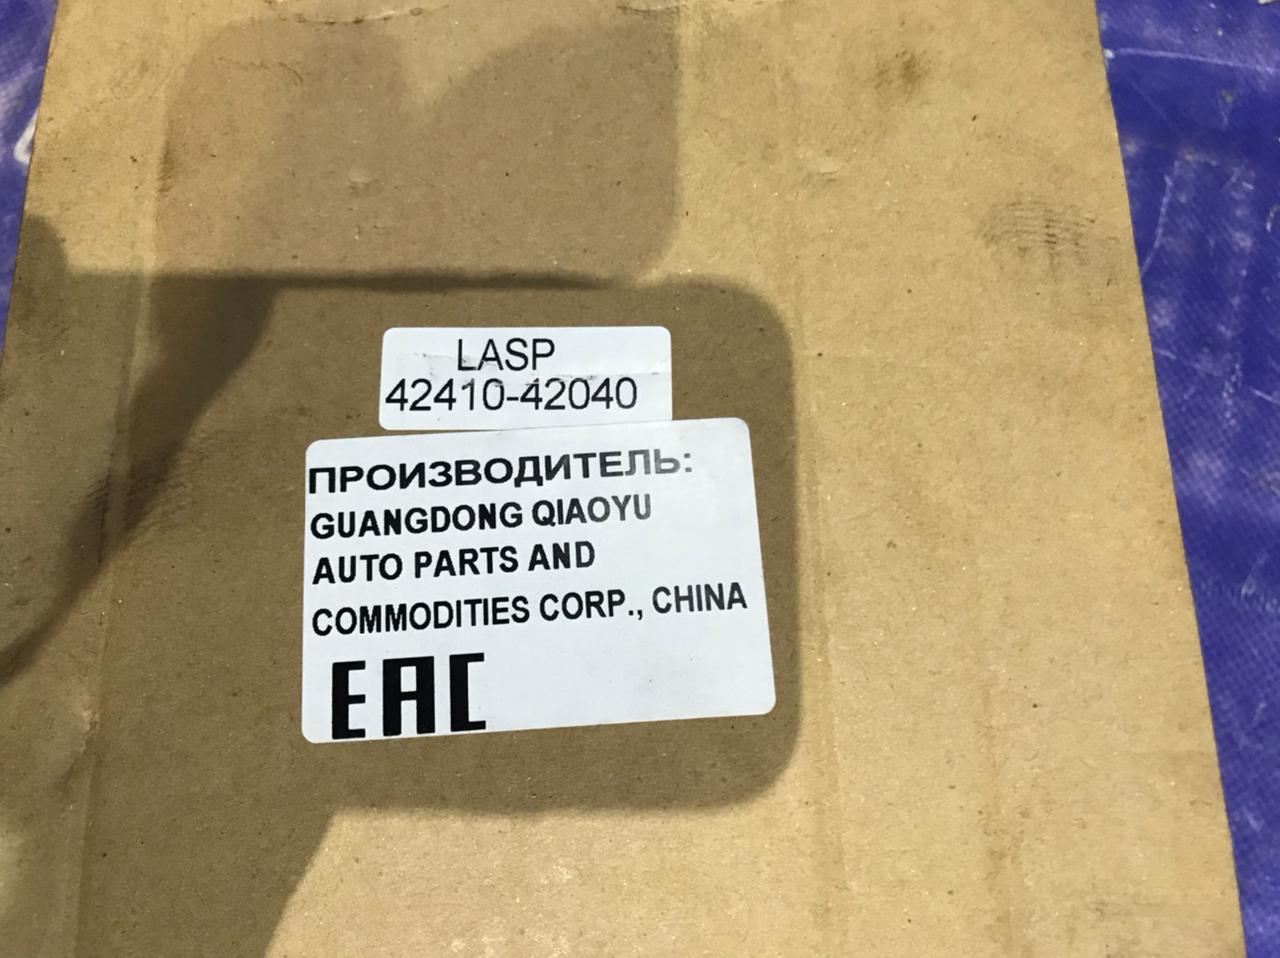 LASP
42410-42040
ПРОИЗВОДИТЕЛЬ:
GUANGDONG QIAOYU
AUTO PARTS AND
COMMODITIES CORP., CHINA
EAC